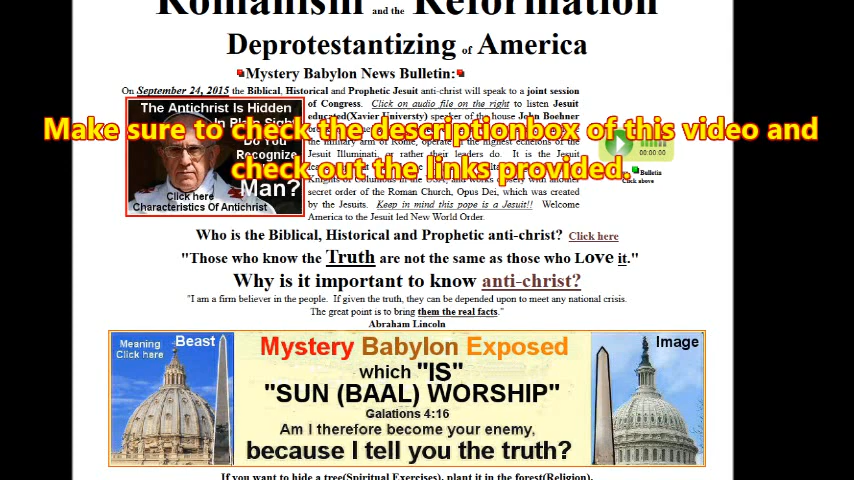 Romanism and the Reformation
Deprotestantizing of America
Mystery Babylon News Bulletin:
On September 24, 2015 the Biblical, Historical and Prophetic Jesuit anti-christ will speak to a joint session
of Congress. Click on audio file on the right to listen Jesuit
educated(Xavier Universty) speaker of the house John Boehner
the military arm of Rome, operate in the highest echelons of the
Jesuit Illuminati, or rather their leaders do. It is the Jesuit
secret order of the Roman Church, Opus Dei, which was created
by the Jesuits. Keep in mind this pope is a Jesuit!! Welcome
America to the Jesuit led New World Order.
The Antichrist Is Hidden
In Plain Sight
Do You
Recognize
Man?
Click here
Characteristics Of Antichrist
00:00:00
Bulletin
Click above
Make sure to check the descriptionbox of this video and
check out the links provided.
Who is the Biblical, Historical and Prophetic anti-christ? Click here
"Those who know the Truth are not the same as those who Love it."
Why is it important to know anti-christ?
"I am a firm believer in the people. If given the truth, they can be depended upon to meet any national crisis.
The great point is to bring them the real facts."
Abraham Lincoln
Meaning
Click here
Beast
Mystery Babylon Exposed
which "IS"
"SUN (BAAL) WORSHIP"
Galations 4:16
Am I therefore become your enemy,
because I tell you the truth?
Image
If you want to hide a tree(Spiritual Exercises), plant it in the forest(Religion).